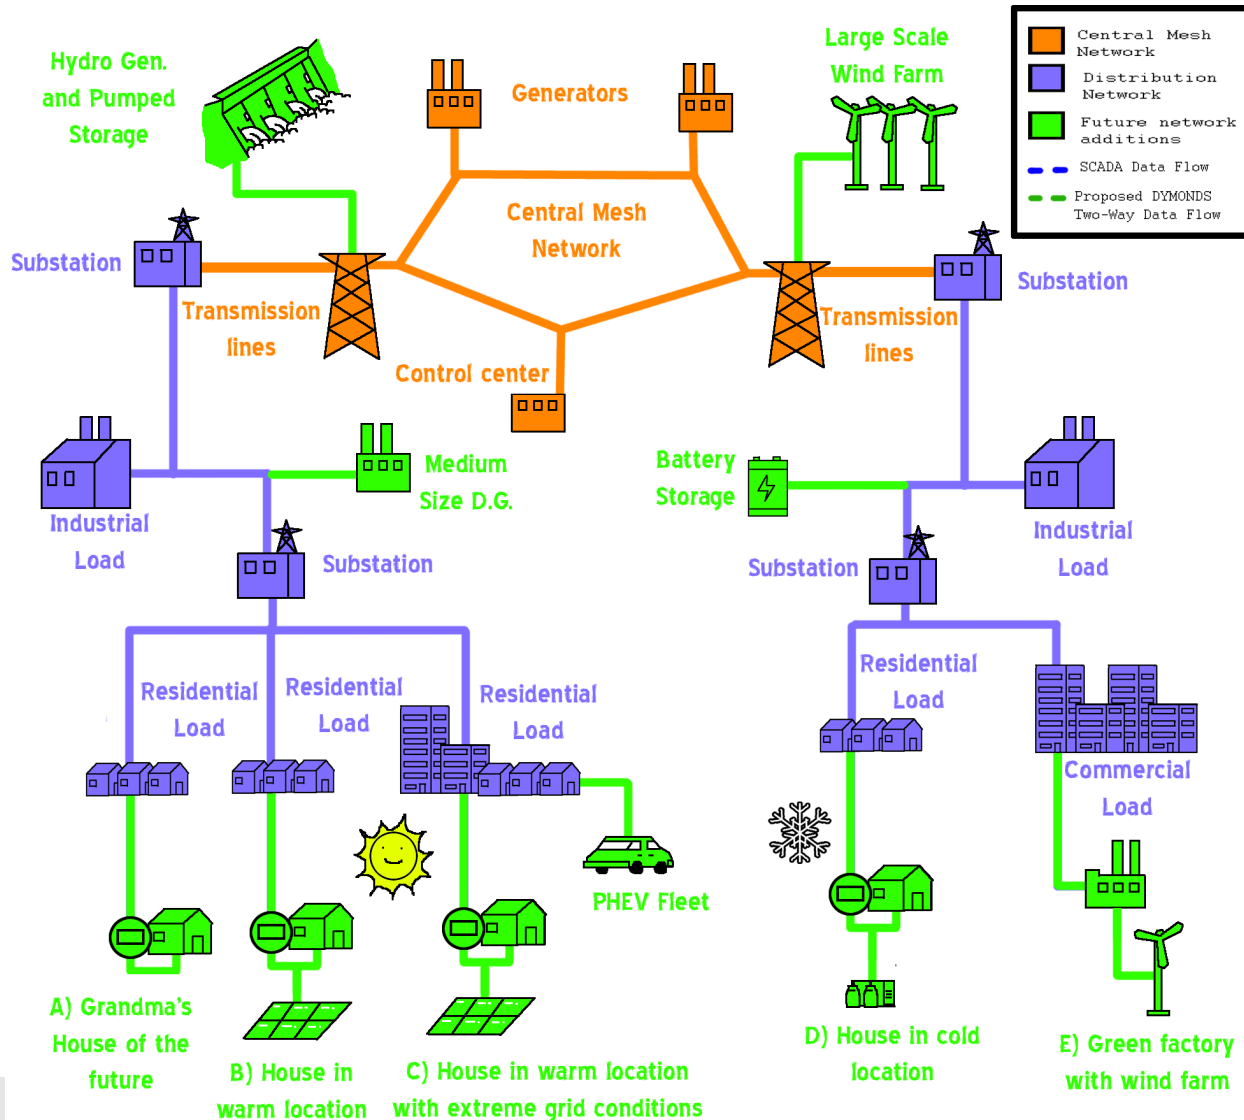 Hydro Gen.
and Pumped
Storage
Generators
Large Scale
Wind Farm
Central Mesh
Network
Distribution
Network
Future network
additions
SCADA Data Flow
Proposed DYMONDS
Two-Way Data Flow
Central Mesh
Network
Substation
Transmission
lines
Control center
Transmission
lines
Substation
Industrial
Load
Medium
Size D.G.
Battery
Storage
Industrial
Load
Substation
Substation
Residential
Load
Residential
Load
Residential
Load
Residential
Load
Commercial
Load
PHEV Fleet
A) Grandma's
House of the
future
B) House in
warm location
C) House in warm location
with extreme grid conditions
D) House in cold
location
E) Green factory
with wind farm